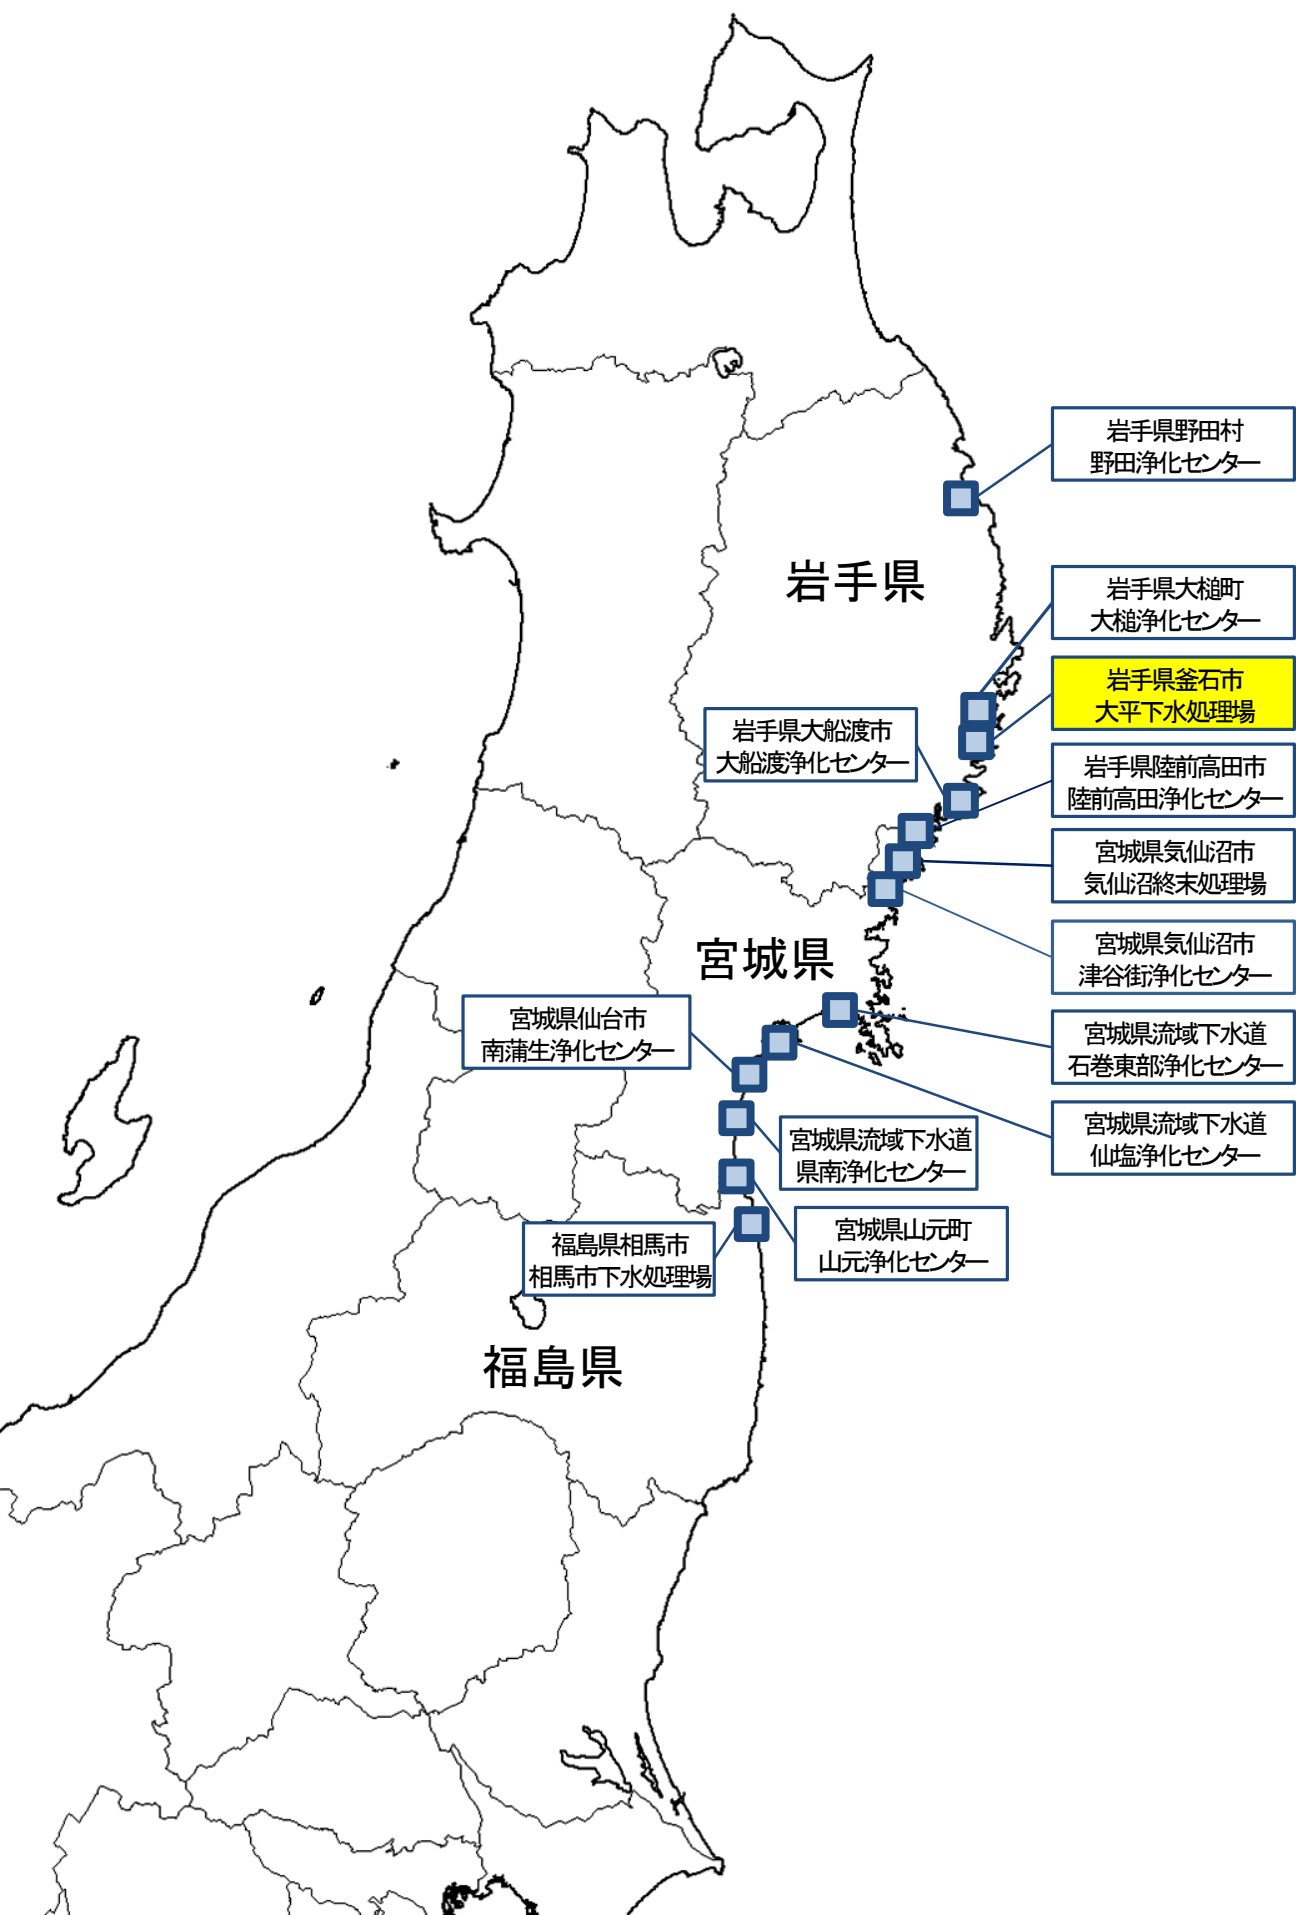 岩手県野田村
野田浄化センター
岩手県
岩手県大槌町
大槌浄化センター
岩手県釜石市
大平下水処理場
岩手県大船渡市
大船渡浄化センター
岩手県陸前高田市
陸前高田浄化センター
宮城県気仙沼市
気仙沼終末処理場
宮城県
宮城県気仙沼市
津谷街浄化センター
宮城県仙台市
南蒲生浄化センター
宮城県流域下水道
石巻東部浄化センター
宮城県流域下水道
仙塩浄化センター
宮城県流域下水道
県南浄化センター
宮城県山元町
山元浄化センター
福島県相馬市
相馬市下水処理場
福島県